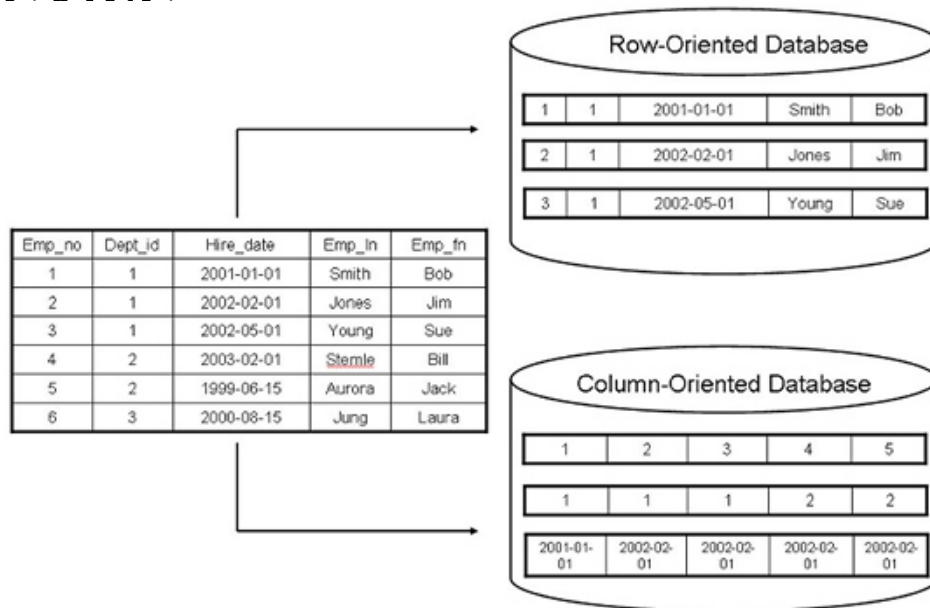 Row-Oriented Database
1 1 2001-01-01 Smith Bob
2 1 2002-02-01 Jones Jim
3 1 2002-05-01 Young Sue
Emp_no Dept_id Hire_date Emp_ln Emp_fn
1 1 2001-01-01 Smith Bob
2 1 2002-02-01 Jones Jim
3 1 2002-05-01 Young Sue
4 2 2003-02-01 Stemle Bill
5 2 1999-06-15 Aurora Jack
6 3 2000-08-15 Jung Laura
Column-Oriented Database
1 2 3 4 5
1 1 1 2 2
2001-01- 2002-02- 2002-02- 2002-02- 2002-02-
01 01 01 01 01